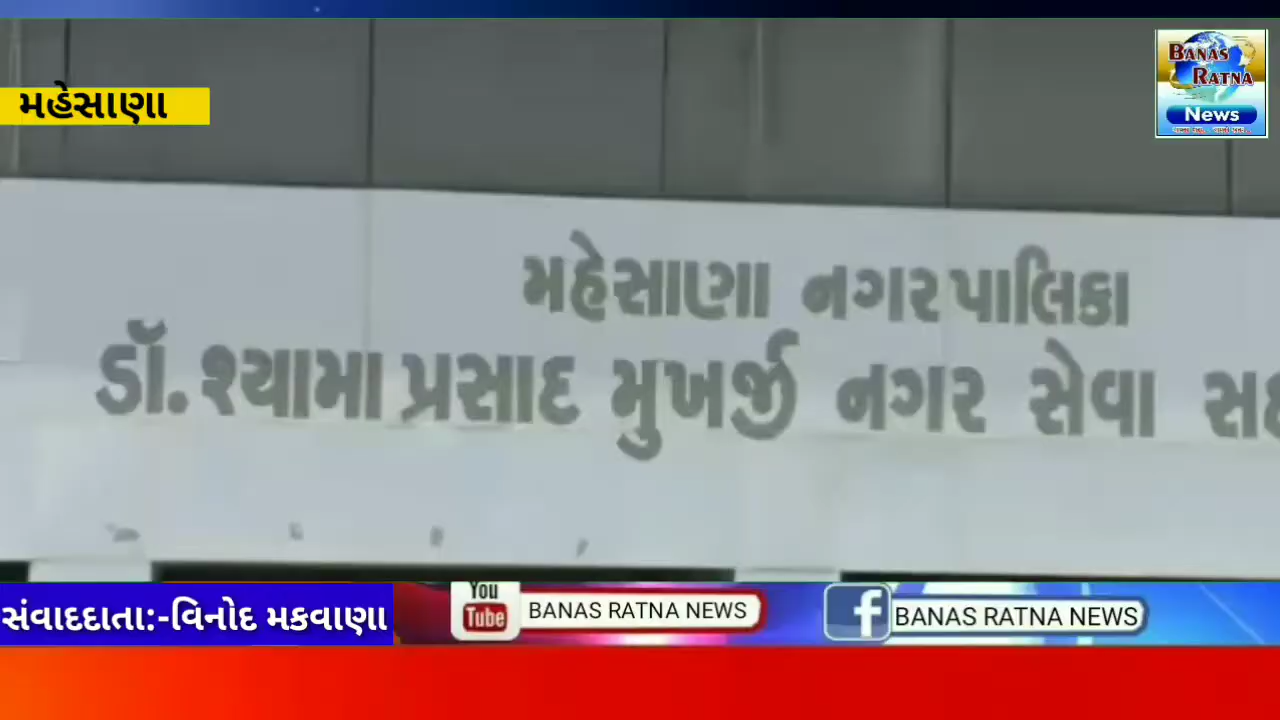 BANAS
RATNA
News
મહેસાણા
મહેસાણા નગરપાલિકા
ડૉ. શ્યામા પ્રસાદ મુખર્જી નગર સેવા
સંવાદદાતા:-વિનોદ મકવાણા
You
Tube
BANAS RATNA NEWS
f
BANAS RATNA NEWS